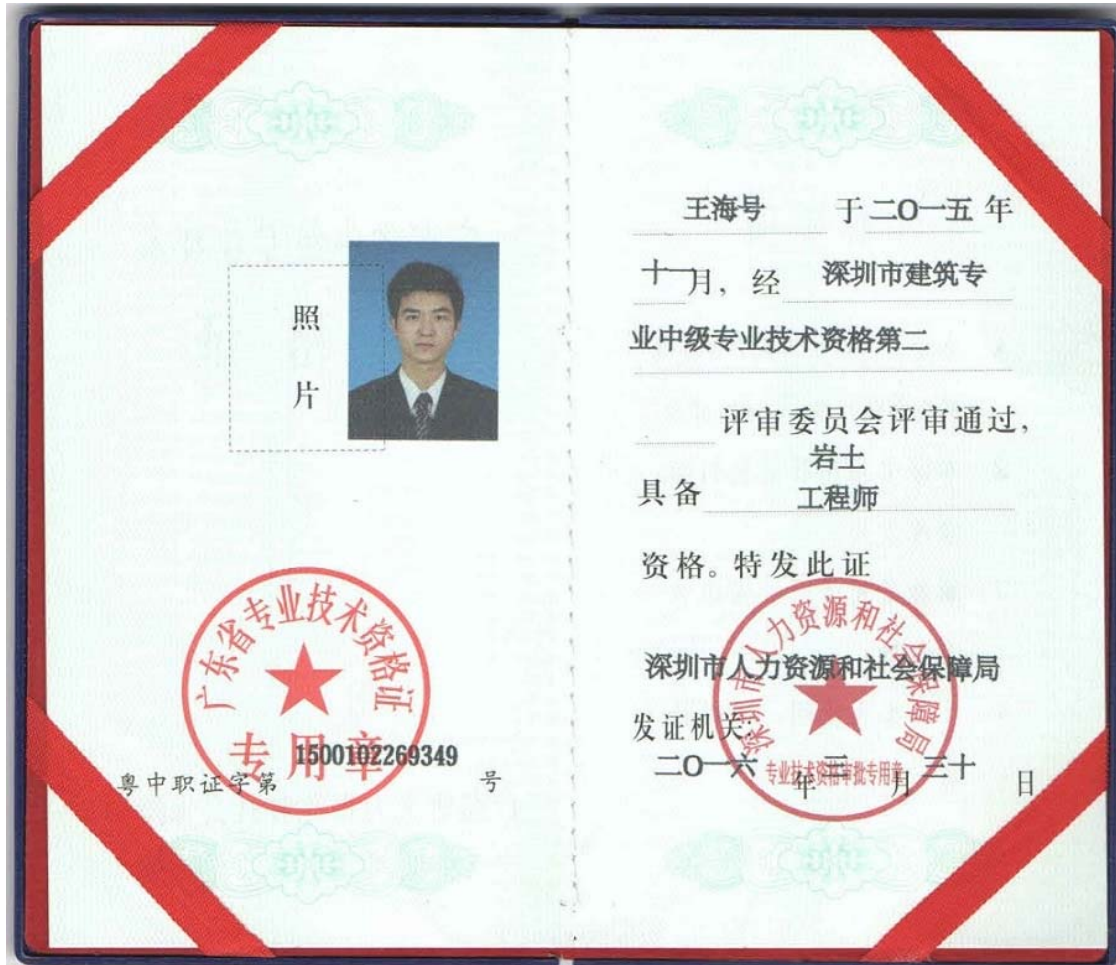 照
片
广东省专业技术资格证
专用章
1500102269349
粤中职证字第 号
王海号 于二〇一五年
十一月，经 深圳市建筑专
业中级专业技术资格第二
评审委员会评审通过，
岩土
具备 工程师
资格。特发此证
深圳市人力资源和社会保障局
深圳市人力资源和社会保障局
发证机关：
专业技术资格审批专用章
二〇一六年三月三十日